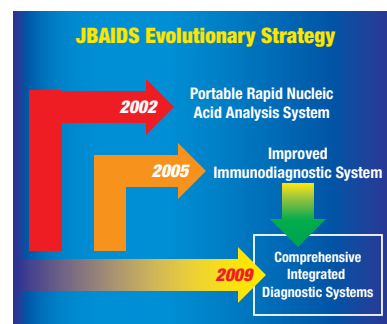 JBAIDS Evolutionary Strategy
2002
Portable Rapid Nucleic
Acid Analysis System
2005
Improved
Immunodiagnostic System
2009
Comprehensive
Integrated
Diagnostic Systems